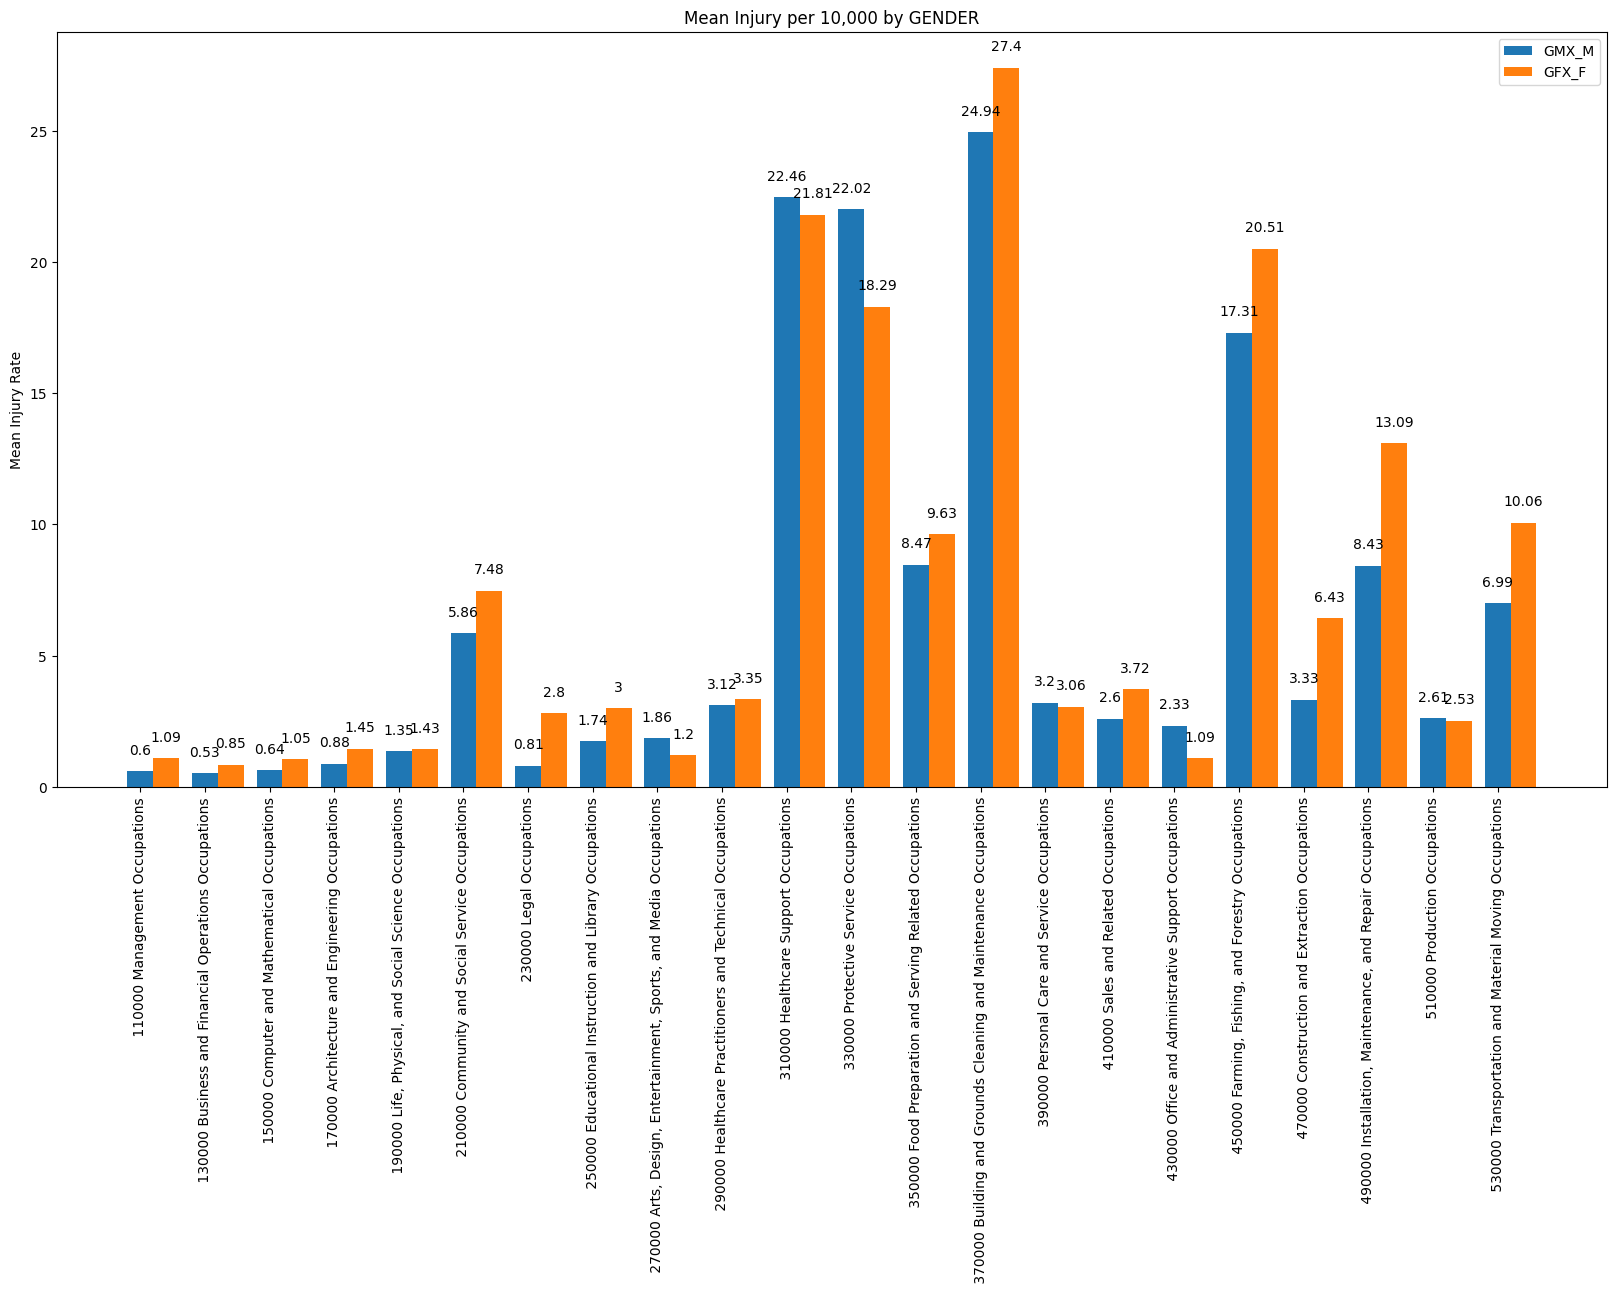 Mean Injury per 10,000 by GENDER
GMX_M
GFX_F
Mean Injury Rate
25
20
15
10
5
0
0.6
1.09
0.53
0.85
0.64
1.05
0.88
1.45
1.35
1.43
5.86
7.48
0.81
2.8
1.74
3
1.86
1.2
3.12
3.35
22.46
21.81
22.02
18.29
8.47
9.63
24.94
27.4
3.2
3.06
2.6
3.72
2.33
1.09
17.31
20.51
3.33
6.43
8.43
13.09
2.61
2.53
6.99
10.06
110000 Management Occupations
130000 Business and Financial Operations Occupations
150000 Computer and Mathematical Occupations
170000 Architecture and Engineering Occupations
190000 Life, Physical, and Social Science Occupations
210000 Community and Social Service Occupations
230000 Legal Occupations
250000 Educational Instruction and Library Occupations
270000 Arts, Design, Entertainment, Sports, and Media Occupations
290000 Healthcare Practitioners and Technical Occupations
310000 Healthcare Support Occupations
330000 Protective Service Occupations
350000 Food Preparation and Serving Related Occupations
370000 Building and Grounds Cleaning and Maintenance Occupations
390000 Personal Care and Service Occupations
410000 Sales and Related Occupations
430000 Office and Administrative Support Occupations
450000 Farming, Fishing, and Forestry Occupations
470000 Construction and Extraction Occupations
490000 Installation, Maintenance, and Repair Occupations
510000 Production Occupations
530000 Transportation and Material Moving Occupations